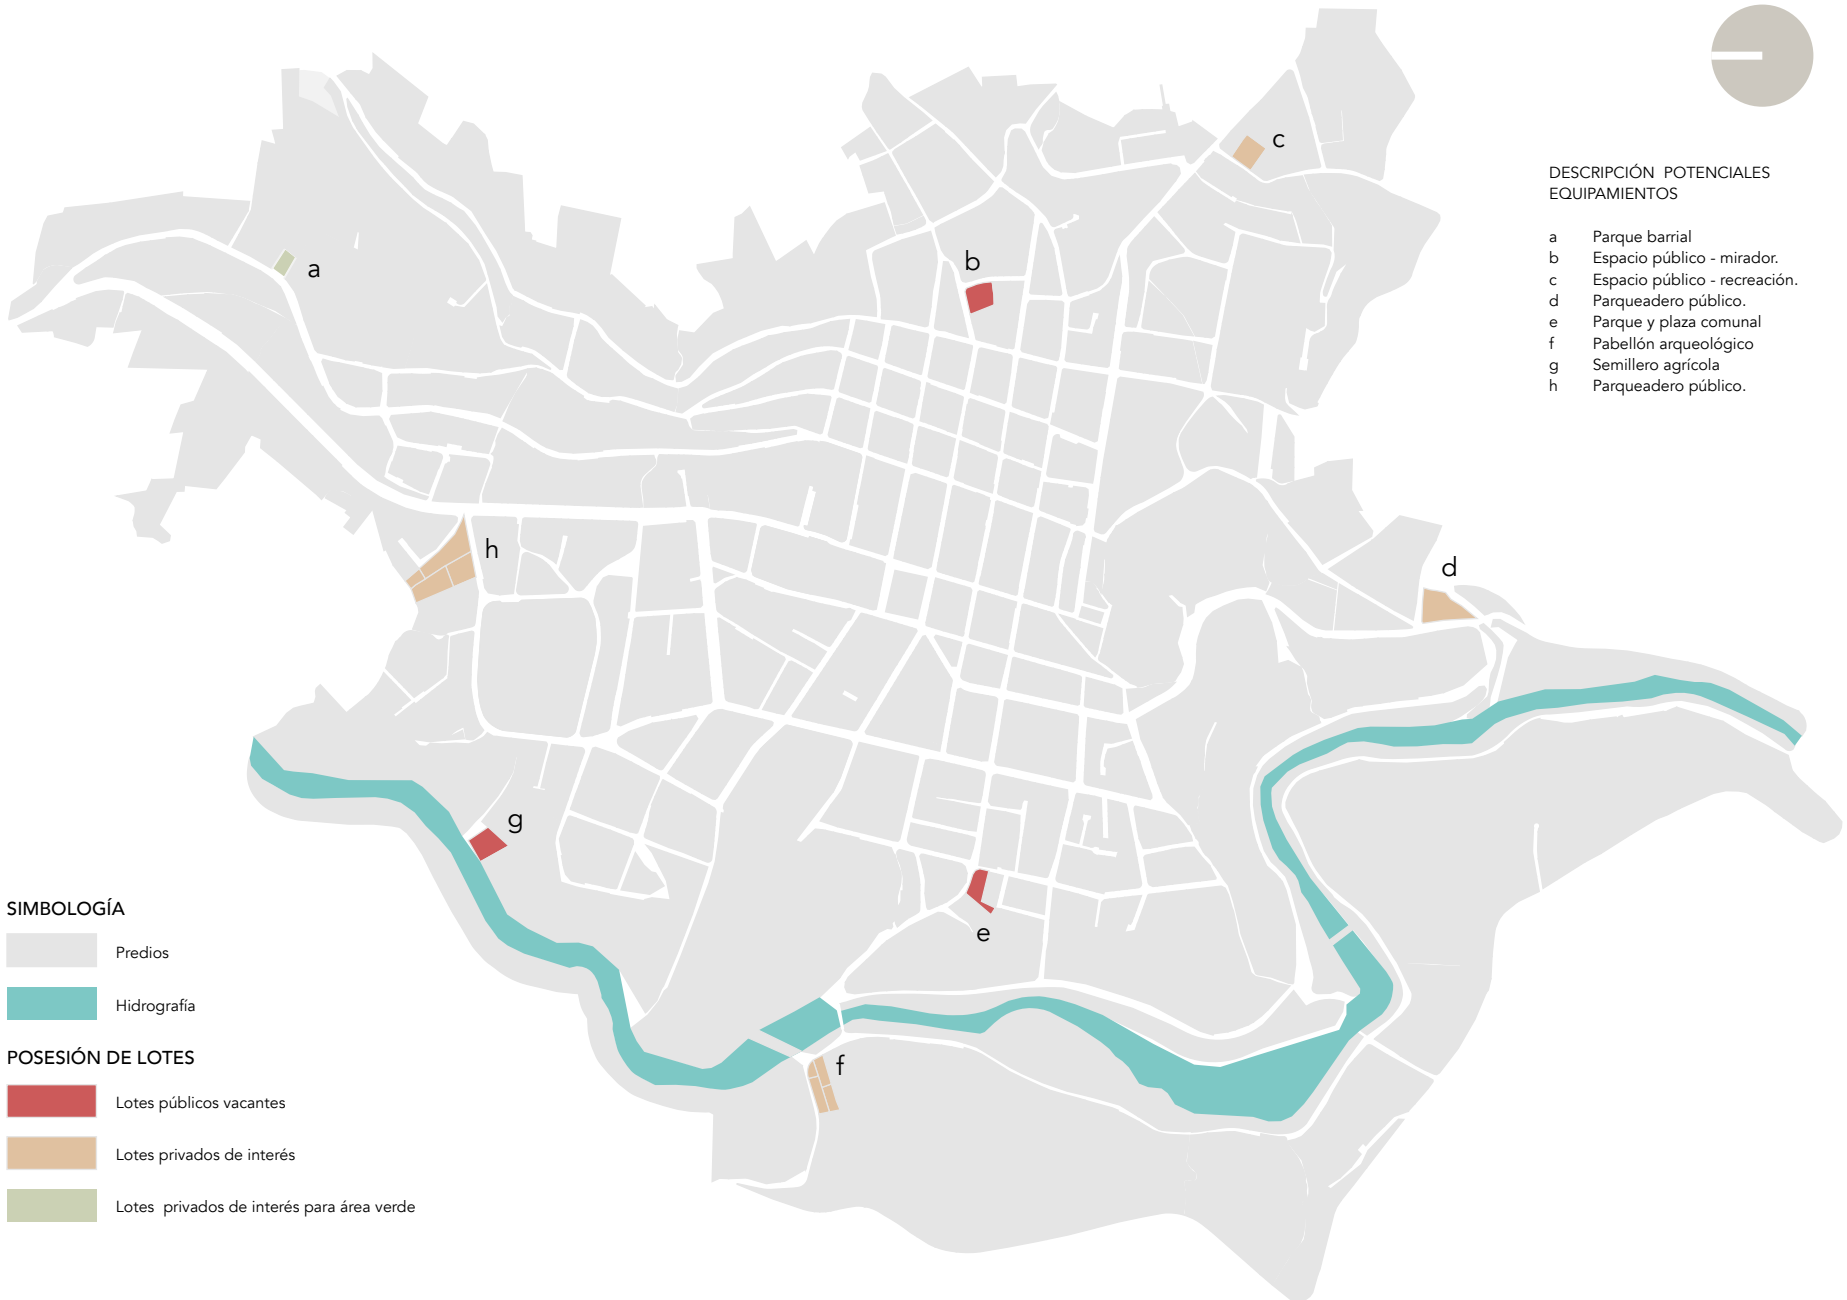 a
b
c
d
e
f
g
h
DESCRIPCIÓN POTENCIALES
EQUIPAMIENTOS
a Parque barrial
b Espacio público - mirador.
c Espacio público - recreación.
d Parqueadero público.
e Parque y plaza comunal
f Pabellón arqueológico
g Semillero agrícola
h Parqueadero público.
SIMBOLOGÍA
Predios
Hidrografía
POSESIÓN DE LOTES
Lotes públicos vacantes
Lotes privados de interés
Lotes privados de interés para área verde